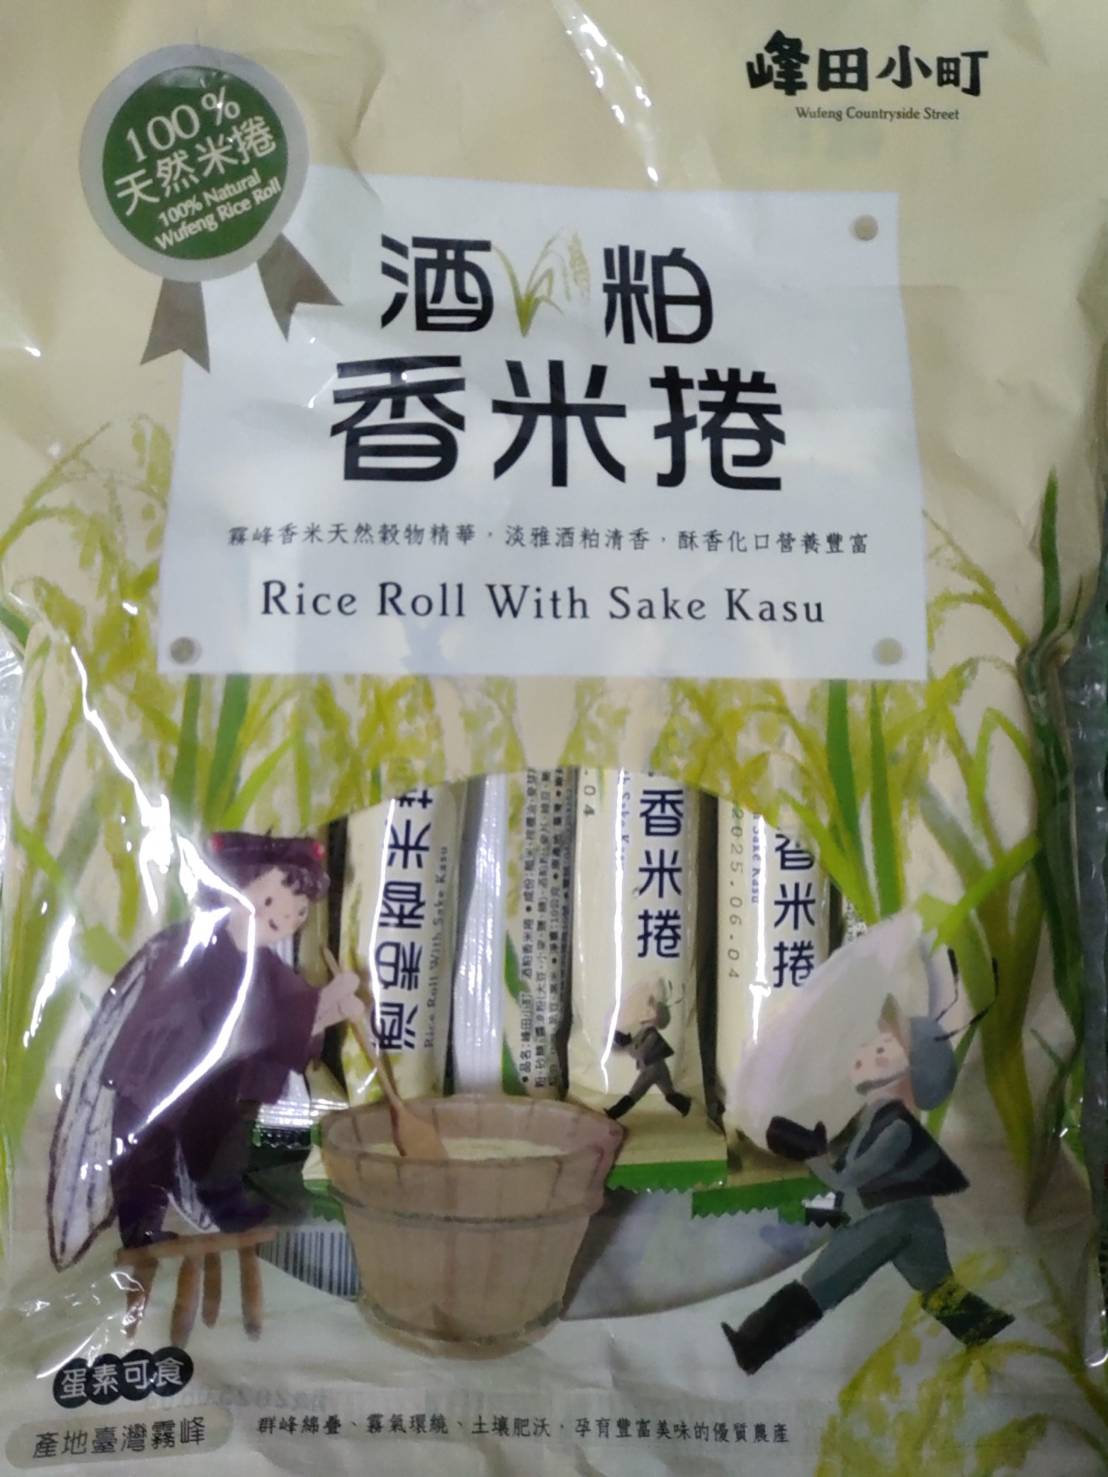 峰田小町
Wufeng Countryside Street
100%
天然米捲
100% Natural
Wufeng Rice Roll
酒粕
香米捲
霧峰香米天然穀物精華，淡雅酒粕清香，酥香化口營養豐富
Rice Roll With Sake Kasu
酒粕香米捲
Rice Roll With Sake Kasu
香米捲
香米捲
2025.06.04
蛋素可食
產地臺灣霧峰
群峰綿疊、霧氣環繞、土壤肥沃，孕育豐富美味的優質農產